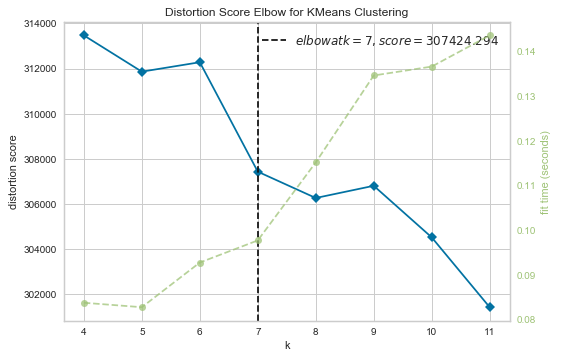 Distortion Score Elbow for KMeans Clustering
elbow at k = 7, score = 307424.294
distortion score
314000
312000
310000
308000
306000
304000
302000
fit time (seconds)
0.14
0.13
0.12
0.11
0.10
0.09
0.08
4 5 6 7 8 9 10 11
k